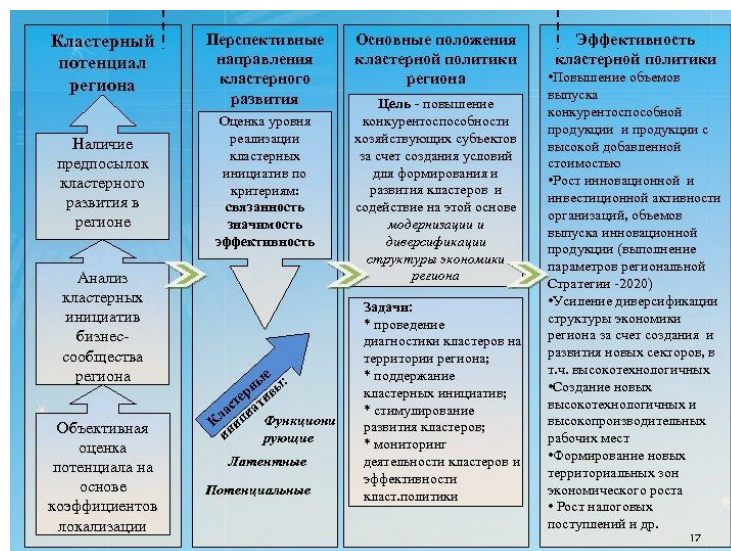 Кластерный
потенциал
региона
Наличие
предпосылок
кластерного
развития в
регионе
Анализ
кластерных
инициатив
бизнес-
сообщества
региона
Объективная
оценка
потенциала на
основе
коэффициентов
локализации
Перспективные
направления
кластерного
развития
Оценка уровня
реализации
кластерных
инициатив по
критериям:
связанность
значимость
эффективность
Кластерные
инициативы:
Функциони
рующие
Латентные
Потенциальные
Основные положения
кластерной политики
региона
Цель - повышение
конкурентоспособности
хозяйствующих субъектов
за счет создания условий
для формирования и
развития кластеров и
содействие на этой основе
модернизации и
диверсификации
структуры экономики
региона
Задачи:
* проведение
диагностики кластеров на
территории региона;
* поддержание
кластерных инициатив;
* стимулирование
развития кластеров;
* мониторинг
деятельности кластеров и
эффективности
класт.политики
Эффективность
кластерной политики
•Повышение объемов
выпуска
конкурентоспособной
продукции и продукции с
высокой добавленной
стоимостью
•Рост инновационной и
инвестиционной активности
организаций, объемов
выпуска инновационной
продукции (выполнение
параметров региональной
Стратегии -2020)
•Усиление диверсификации
структуры экономики
региона за счет создания и
развития новых секторов, в
т.ч. высокотехнологичных
•Создание новых
высокотехнологичных и
высокопроизводительных
рабочих мест
•Формирование новых
территориальных зон
экономического роста
• Рост налоговых
поступлений и др.
17